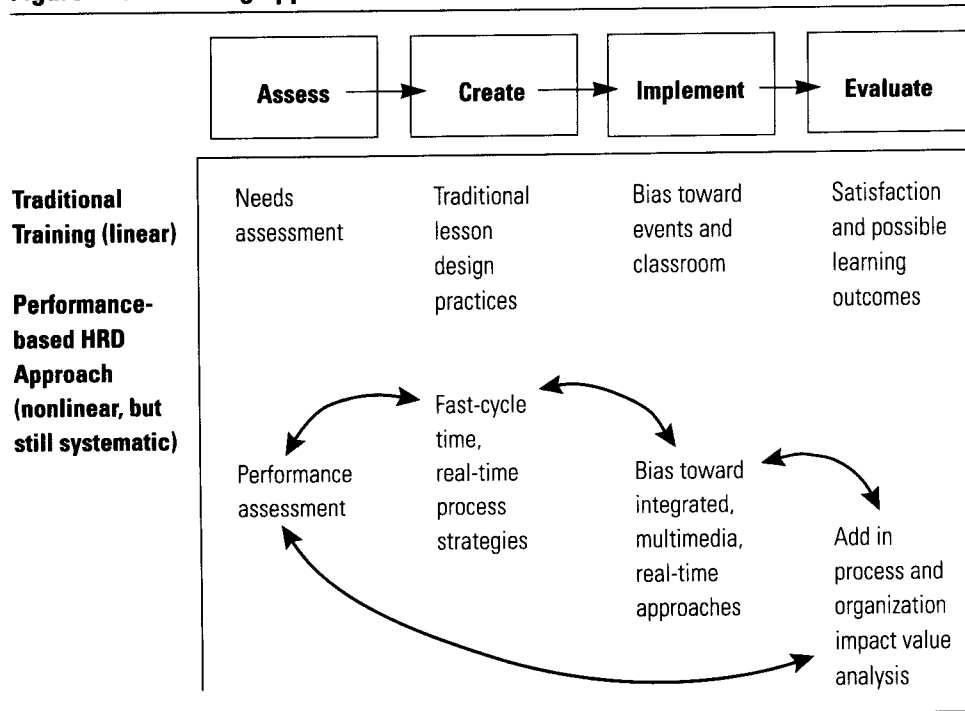 Assess
Create
Implement
Evaluate
Traditional
Training (linear)
Needs
assessment
Traditional
lesson
design
practices
Bias toward
events and
classroom
Satisfaction
and possible
learning
outcomes
Performance-
based HRD
Approach
(nonlinear, but
still systematic)
Performance
assessment
Fast-cycle
time,
real-time
process
strategies
Bias toward
integrated,
multimedia,
real-time
approaches
Add in
process and
organization
impact value
analysis